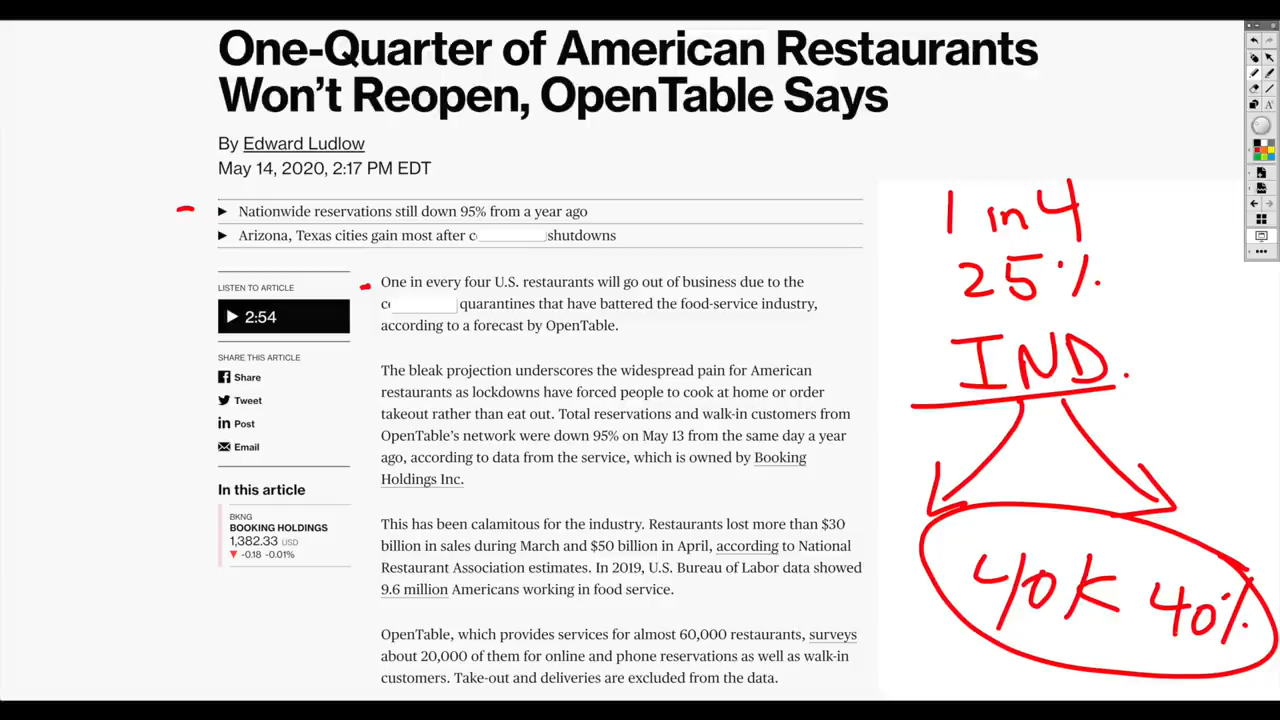 One-Quarter of American Restaurants
Won't Reopen, OpenTable Says
By Edward Ludlow
May 14, 2020, 2:17 PM EDT
▶ Nationwide reservations still down 95% from a year ago
▶ Arizona, Texas cities gain most after c shutdowns
LISTEN TO ARTICLE
2:54
SHARE THIS ARTICLE
Share
Tweet
Post
Email
In this article
BKNG
BOOKING HOLDINGS
1,382.33 USD
▼ -0.18 -0.01%
One in every four U.S. restaurants will go out of business due to the
c quarantines that have battered the food-service industry,
according to a forecast by OpenTable.
The bleak projection underscores the widespread pain for American
restaurants as lockdowns have forced people to cook at home or order
takeout rather than eat out. Total reservations and walk-in customers from
OpenTable's network were down 95% on May 13 from the same day a year
ago, according to data from the service, which is owned by Booking
Holdings Inc.
This has been calamitous for the industry. Restaurants lost more than $30
billion in sales during March and $50 billion in April, according to National
Restaurant Association estimates. In 2019, U.S. Bureau of Labor data showed
9.6 million Americans working in food service.
OpenTable, which provides services for almost 60,000 restaurants, surveys
about 20,000 of them for online and phone reservations as well as walk-in
customers. Take-out and deliveries are excluded from the data.
1 in 4
25%
IND.
40K 40%
A